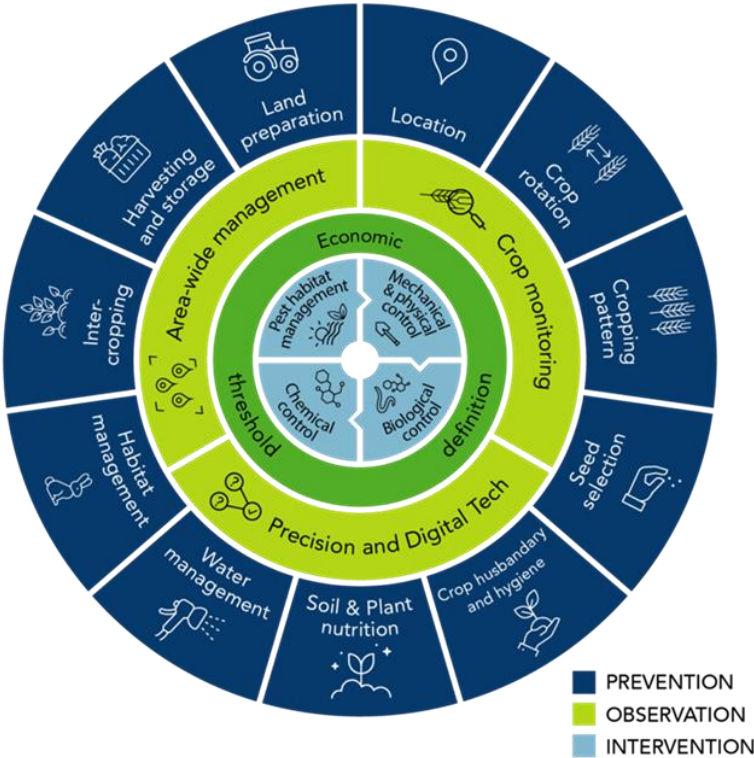 Land
preparation
Location
Crop
rotation
Cropping
pattern
Seed
selection
Crop husbandary
and hygiene
Soil & Plant
nutrition
Water
management
Habitat
management
Inter-
cropping
Harvesting
and storage
Area-wide management
Crop monitoring
Precision and Digital Tech
Economic
threshold
definition
Pest habitat
management
Mechanical
& physical
control
Biological
control
Chemical
control
?
?
PREVENTION
OBSERVATION
INTERVENTION